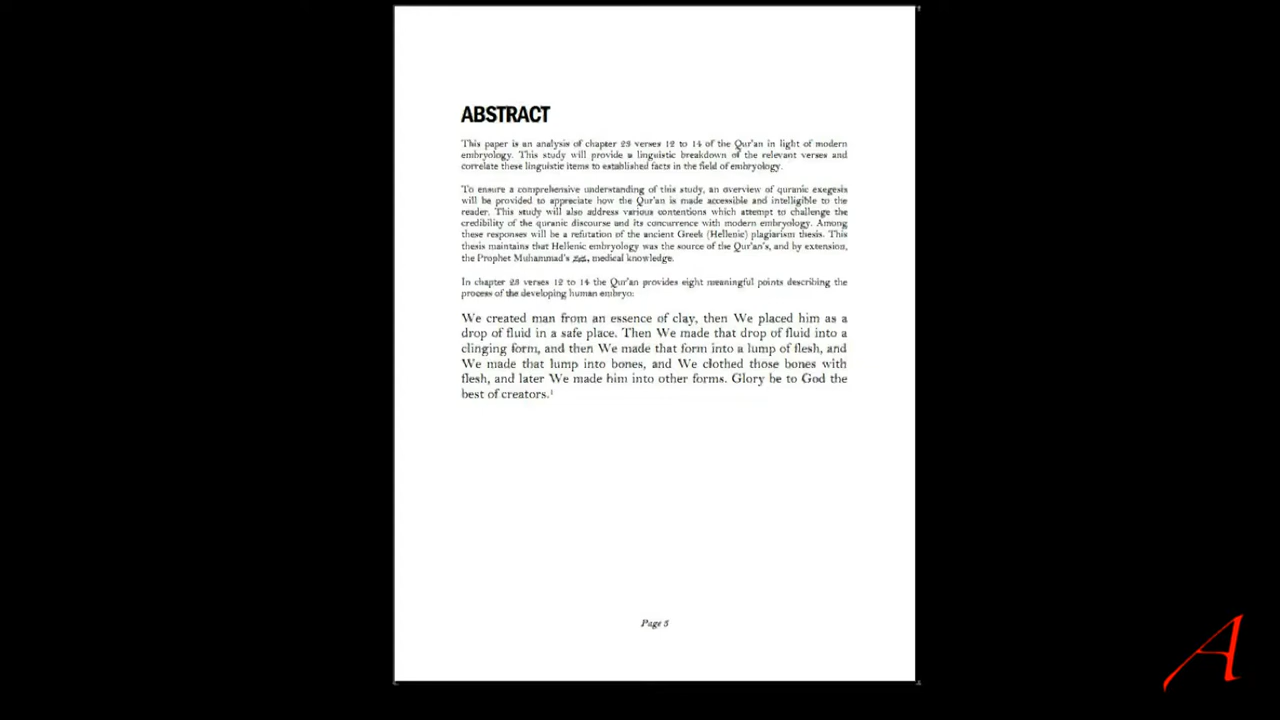 ABSTRACT
This paper is an analysis of chapter 23 verses 12 to 14 of the Qur'an in light of modern
embryology. This study will provide a linguistic breakdown of the relevant verses and
correlate these linguistic items to established facts in the field of embryology.
To ensure a comprehensive understanding of this study, an overview of quranic exegesis
will be provided to appreciate how the Qur'an is made accessible and intelligible to the
reader. This study will also address various contentions which attempt to challenge the
credibility of the quranic discourse and its concurrence with modern embryology. Among
these responses will be a refutation of the ancient Greek (Hellenic) plagiarism thesis. This
thesis maintains that Hellenic embryology was the source of the Qur'an's, and by extension,
the Prophet Muhammad's , medical knowledge.
In chapter 23 verses 12 to 14 the Qur'an provides eight meaningful points describing the
process of the developing human embryo:
We created man from an essence of clay, then We placed him as a
drop of fluid in a safe place. Then We made that drop of fluid into a
clinging form, and then We made that form into a lump of flesh, and
We made that lump into bones, and We clothed those bones with
flesh, and later We made him into other forms. Glory be to God the
best of creators.¹
Page 5
A